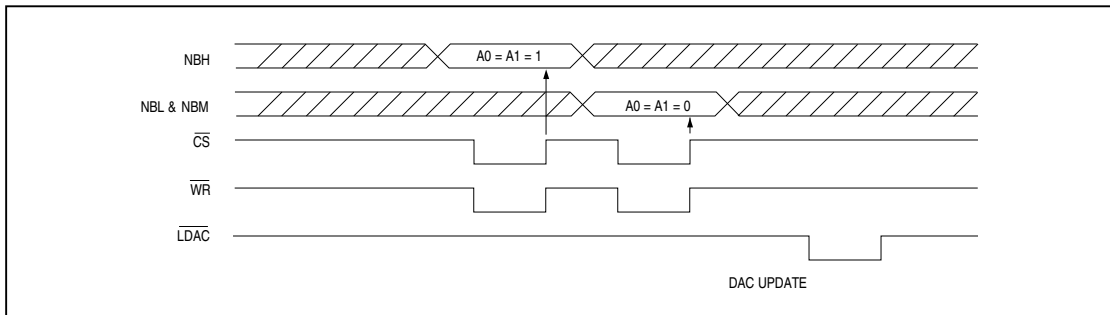 NBH
A0 = A1 = 1
NBL & NBM
A0 = A1 = 0
CS
WR
LDAC
DAC UPDATE